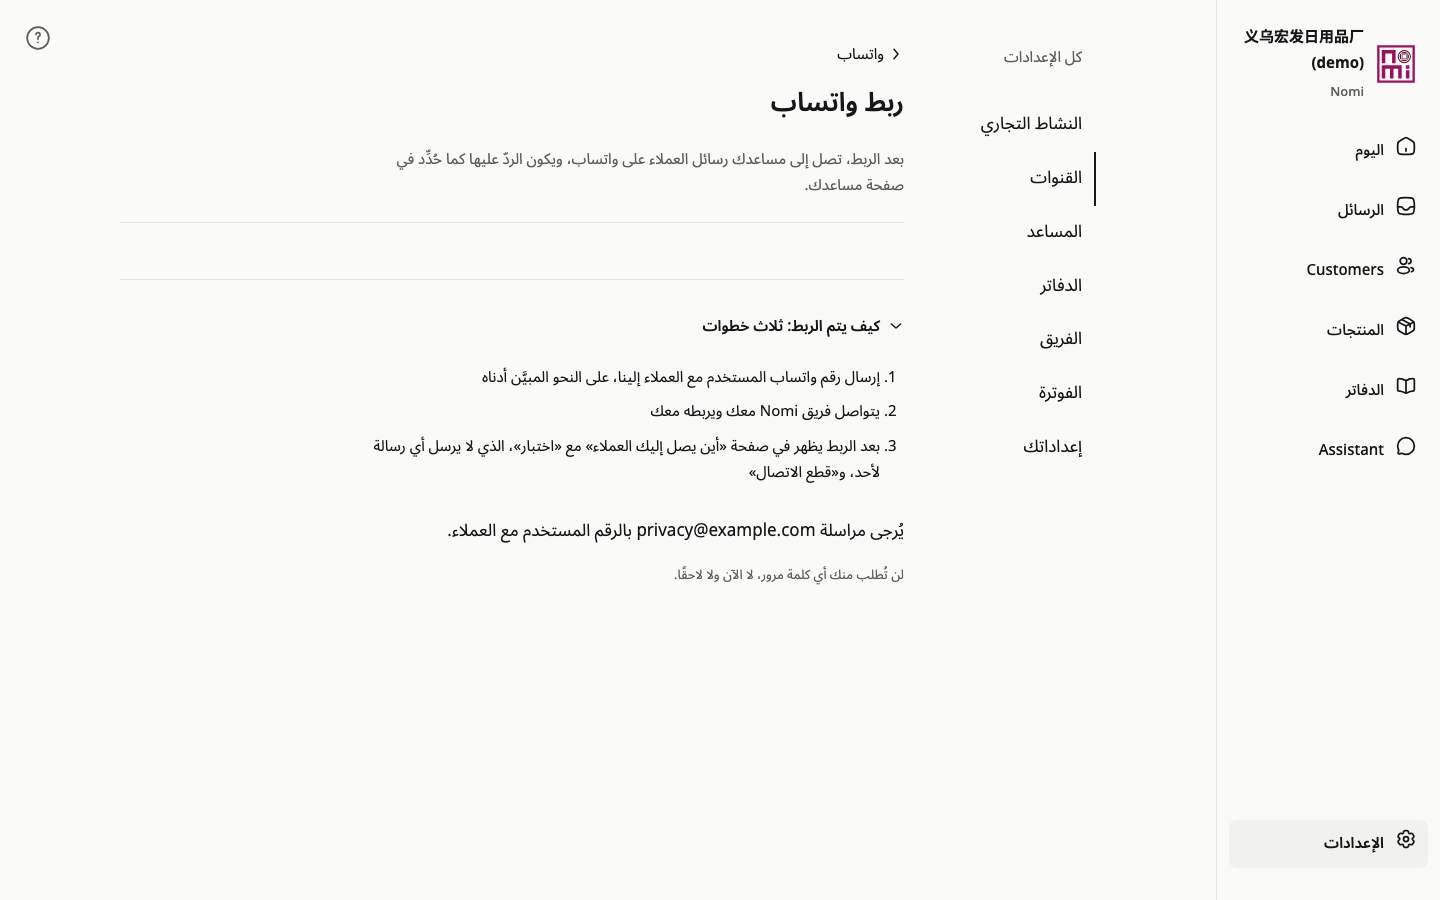 义乌宏发日用品厂
(demo)
Nomi
اليوم
الرسائل
Customers
المنتجات
الدفاتر
Assistant
الإعدادات
كل الإعدادات
النشاط التجاري
القنوات
المساعد
الدفاتر
الفريق
الفوترة
إعداداتك
واتساب
ربط واتساب
بعد الربط، تصل إلى مساعدك رسائل العملاء على واتساب، ويكون الردّ عليها كما حُدِّد في
صفحة مساعدك.
كيف يتم الربط: ثلاث خطوات
1. إرسال رقم واتساب المستخدم مع العملاء إلينا، على النحو المبيَّن أدناه
2. يتواصل فريق Nomi معك ويربطه معك
3. بعد الربط يظهر في صفحة «أين يصل إليك العملاء» مع «اختبار»، الذي لا يرسل أي رسالة
لأحد، و«قطع الاتصال»
يُرجى مراسلة privacy@example.com بالرقم المستخدم مع العملاء.
لن تُطلب منك أي كلمة مرور، لا الآن ولا لاحقًا.